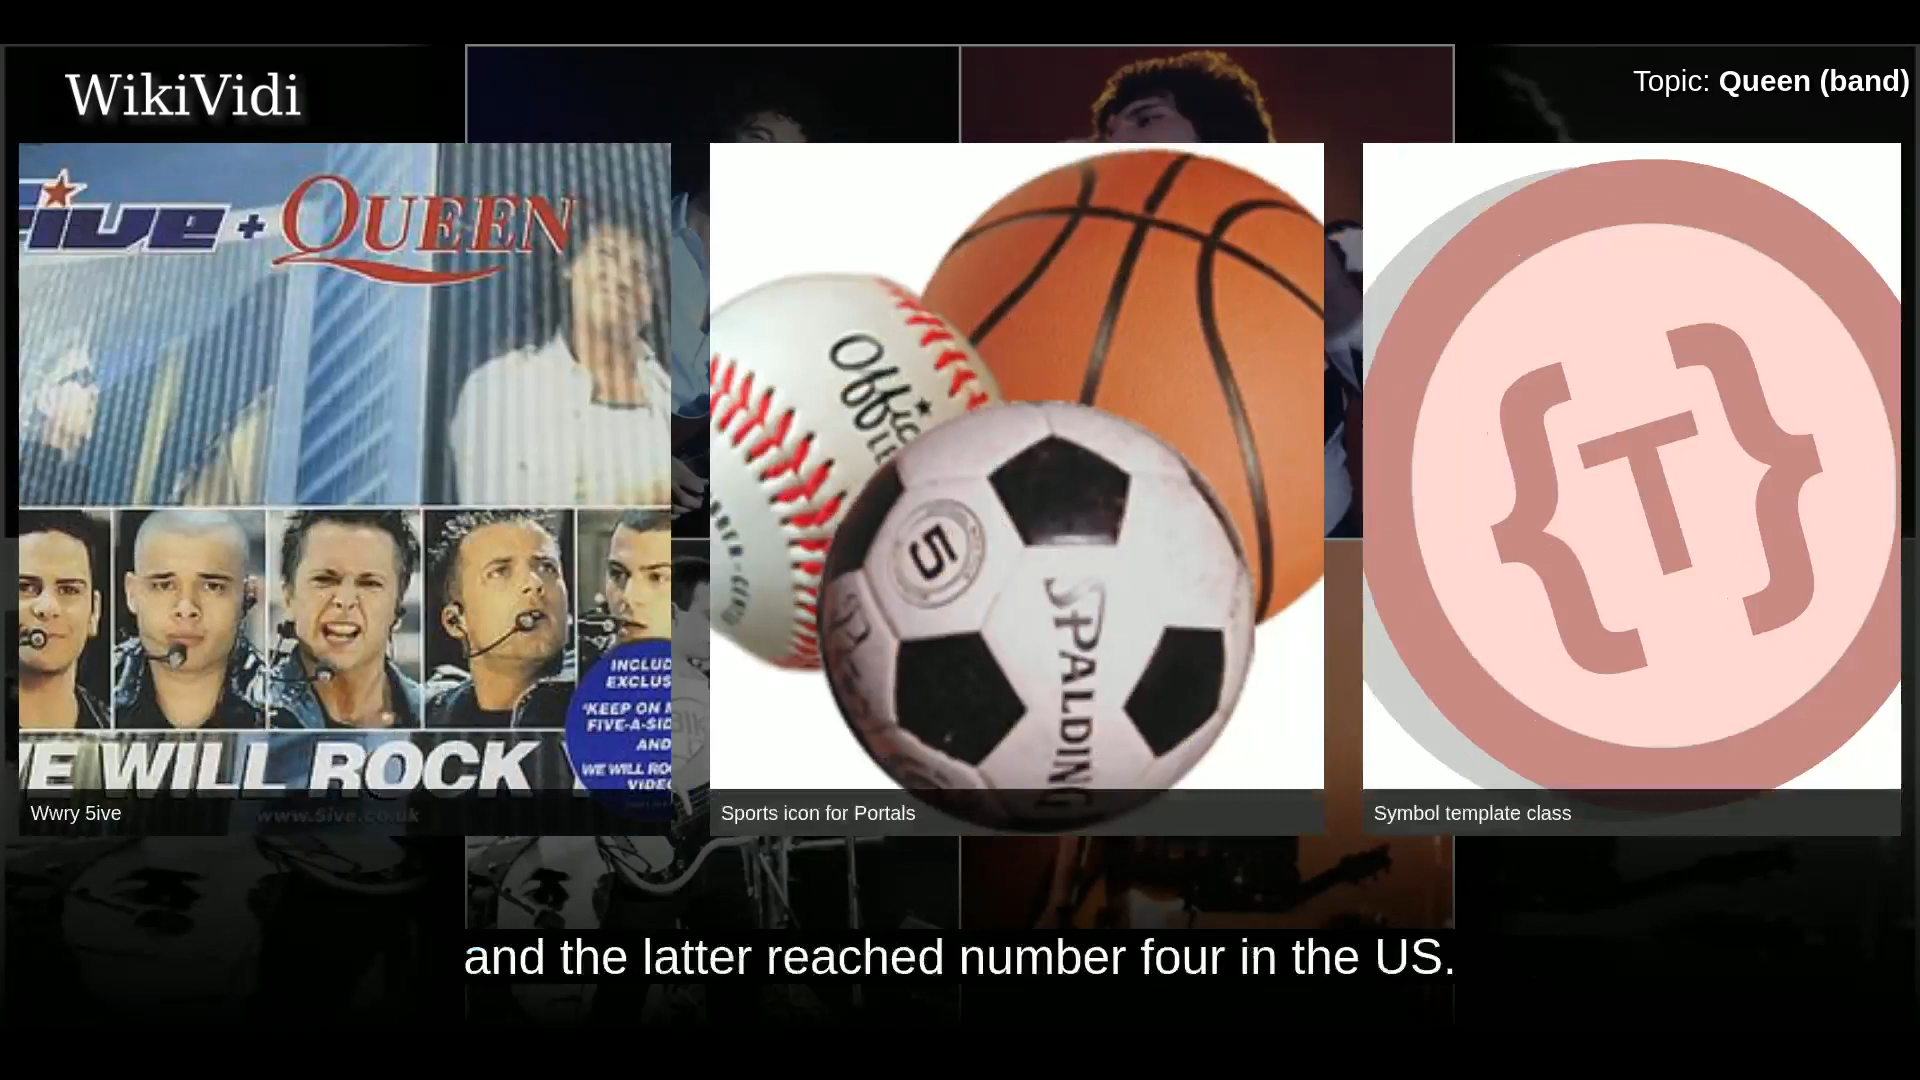 WikiVidi
Topic: Queen (band)
Five + QUEEN
INCLUD
EXCLUS
'KEEP ON
FIVE-A-SID
AND
WE WILL RO
VIDE
E WILL ROCK
www.5ive.co.uk
Wwry 5ive
Offic
LE
5
SPALDING
Sports icon for Portals
{T}
Symbol template class
and the latter reached number four in the US.